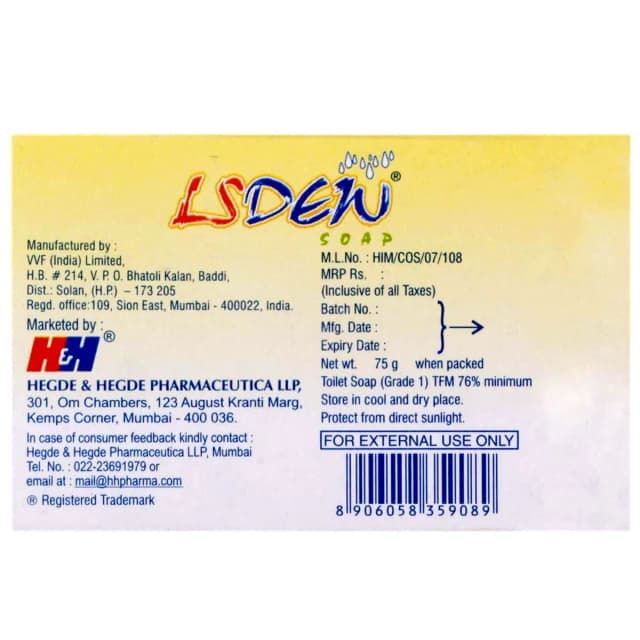 LSDEW®
SOAP
Manufactured by :
VVF (India) Limited,
H.B. # 214, V. P. O. Bhatoli Kalan, Baddi,
Dist.: Solan, (H.P.) – 173 205
Regd. office:109, Sion East, Mumbai - 400022, India.
Marketed by :
H&H®
HEGDE & HEGDE PHARMACEUTICA LLP,
301, Om Chambers, 123 August Kranti Marg,
Kemps Corner, Mumbai - 400 036.
In case of consumer feedback kindly contact :
Hegde & Hegde Pharmaceutica LLP, Mumbai
Tel. No. : 022-23691979 or
email at : mail@hhpharma.com
® Registered Trademark
M.L.No. : HIM/COS/07/108
MRP Rs. :
(Inclusive of all Taxes)
Batch No. :
Mfg. Date :
Expiry Date :
Net wt. 75 g when packed
Toilet Soap (Grade 1) TFM 76% minimum
Store in cool and dry place.
Protect from direct sunlight.
FOR EXTERNAL USE ONLY
8 906058 359089